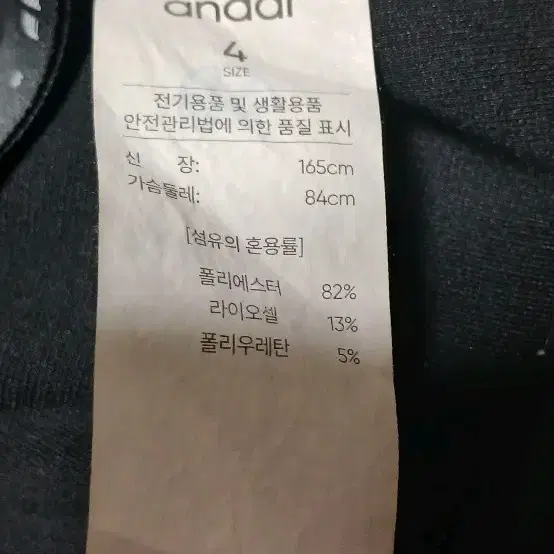 andar
4
SIZE
전기용품 및 생활용품
안전관리법에 의한 품질 표시
신 장: 165cm
가슴둘레: 84cm
[섬유의 혼용률]
폴리에스터 82%
라이오셀 13%
폴리우레탄 5%